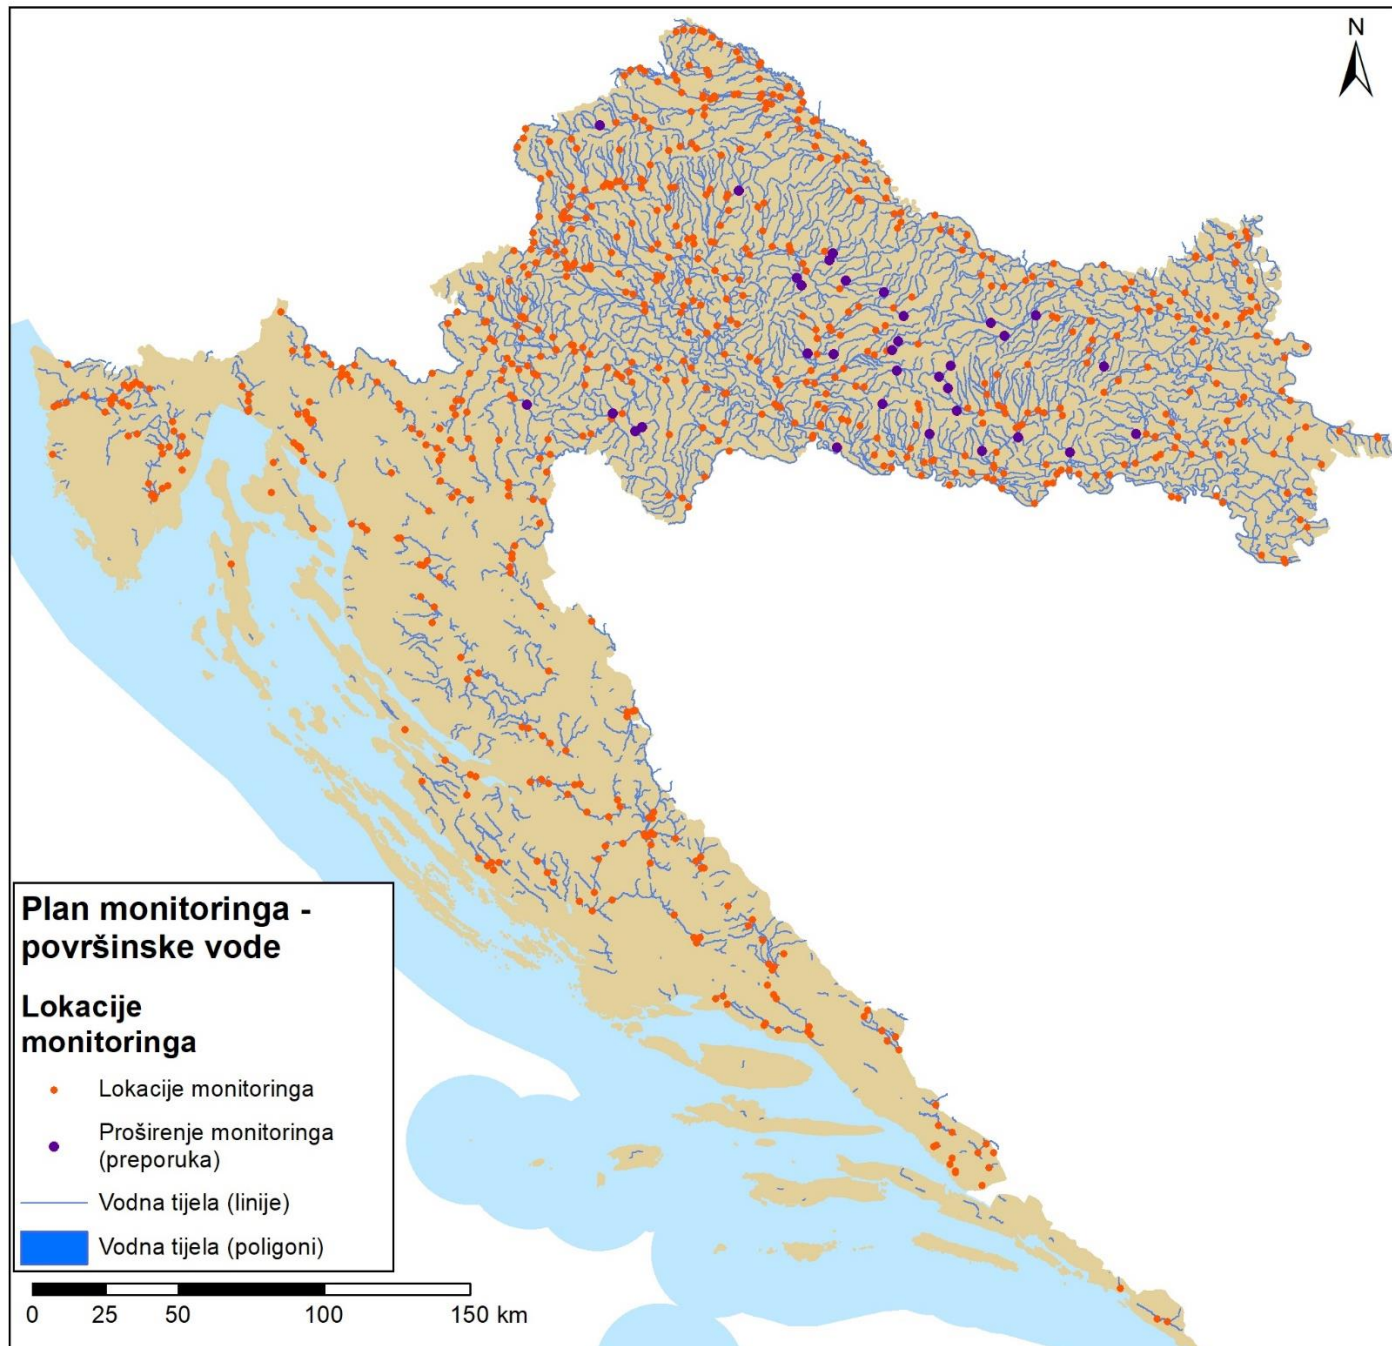 N
Plan monitoringa -
površinske vode
Lokacije
monitoringa
Lokacije monitoringa
Proširenje monitoringa
(preporuka)
Vodna tijela (linije)
Vodna tijela (poligoni)
0 25 50 100 150 km